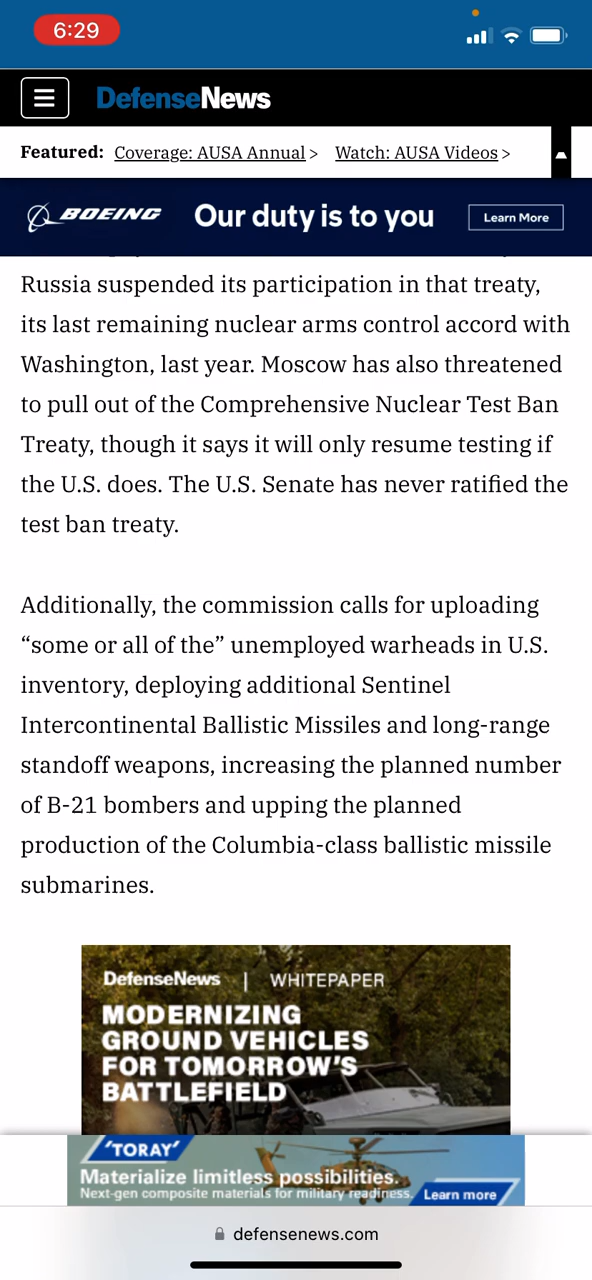 6:29
DefenseNews
Featured: Coverage: AUSA Annual > Watch: AUSA Videos >
BOEING Our duty is to you Learn More
Russia suspended its participation in that treaty,
its last remaining nuclear arms control accord with
Washington, last year. Moscow has also threatened
to pull out of the Comprehensive Nuclear Test Ban
Treaty, though it says it will only resume testing if
the U.S. does. The U.S. Senate has never ratified the
test ban treaty.
Additionally, the commission calls for uploading
“some or all of the” unemployed warheads in U.S.
inventory, deploying additional Sentinel
Intercontinental Ballistic Missiles and long-range
standoff weapons, increasing the planned number
of B-21 bombers and upping the planned
production of the Columbia-class ballistic missile
submarines.
DefenseNews | WHITEPAPER
MODERNIZING
GROUND VEHICLES
FOR TOMORROW'S
BATTLEFIELD
'TORAY'
Materialize limitless possibilities.
Next-gen composite materials for military readiness. Learn more
defensenews.com